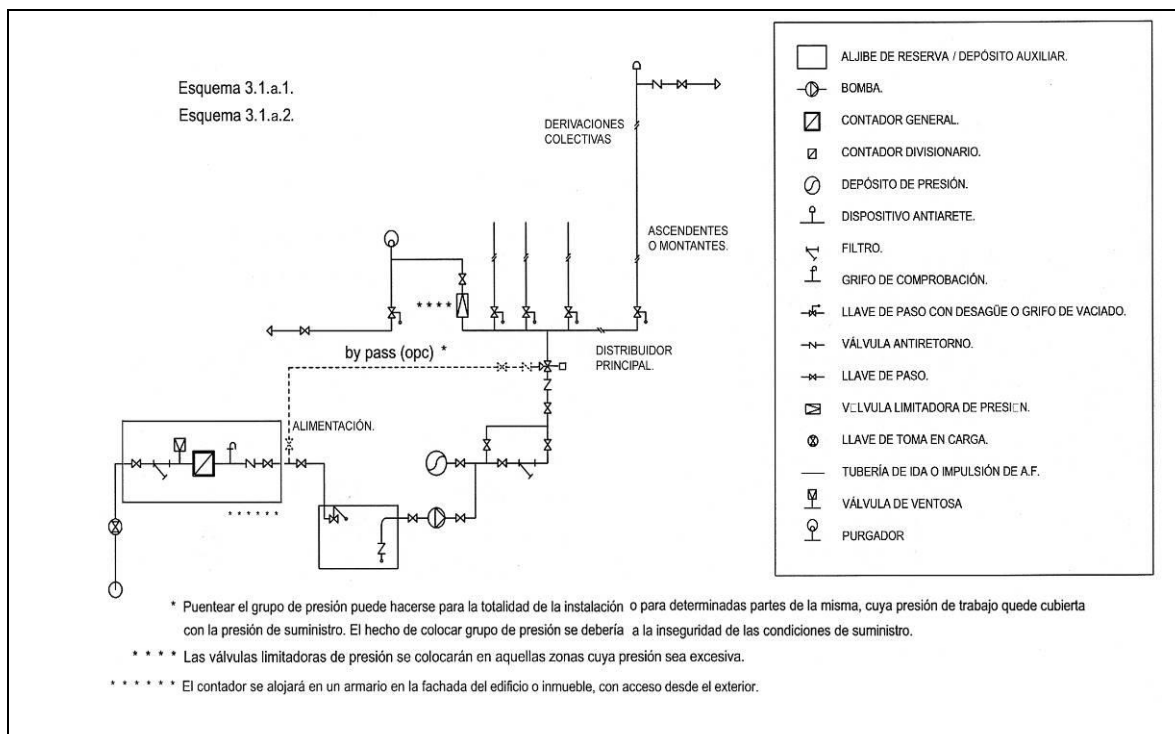 Esquema 3.1.a.1.
Esquema 3.1.a.2.
DERIVACIONES
COLECTIVAS
ASCENDENTES
O MONTANTES.
* * * *
by pass (opc) *
DISTRIBUIDOR
PRINCIPAL.
ALIMENTACIÓN.
* * * * * *
* Puentear el grupo de presión puede hacerse para la totalidad de la instalación o para determinadas partes de la misma, cuya presión de trabajo quede cubierta
con la presión de suministro. El hecho de colocar grupo de presión se debería a la inseguridad de las condiciones de suministro.
* * * * Las válvulas limitadoras de presión se colocarán en aquellas zonas cuya presión sea excesiva.
* * * * * * El contador se alojará en un armario en la fachada del edificio o inmueble, con acceso desde el exterior.
ALJIBE DE RESERVA / DEPÓSITO AUXILIAR.
BOMBA.
CONTADOR GENERAL.
CONTADOR DIVISIONARIO.
DEPÓSITO DE PRESIÓN.
DISPOSITIVO ANTIARETE.
FILTRO.
GRIFO DE COMPROBACIÓN.
LLAVE DE PASO CON DESAGÜE O GRIFO DE VACIADO.
VÁLVULA ANTIRETORNO.
LLAVE DE PASO.
V□LVULA LIMITADORA DE PRESI□N.
LLAVE DE TOMA EN CARGA.
TUBERÍA DE IDA O IMPULSIÓN DE A.F.
VÁLVULA DE VENTOSA
PURGADOR